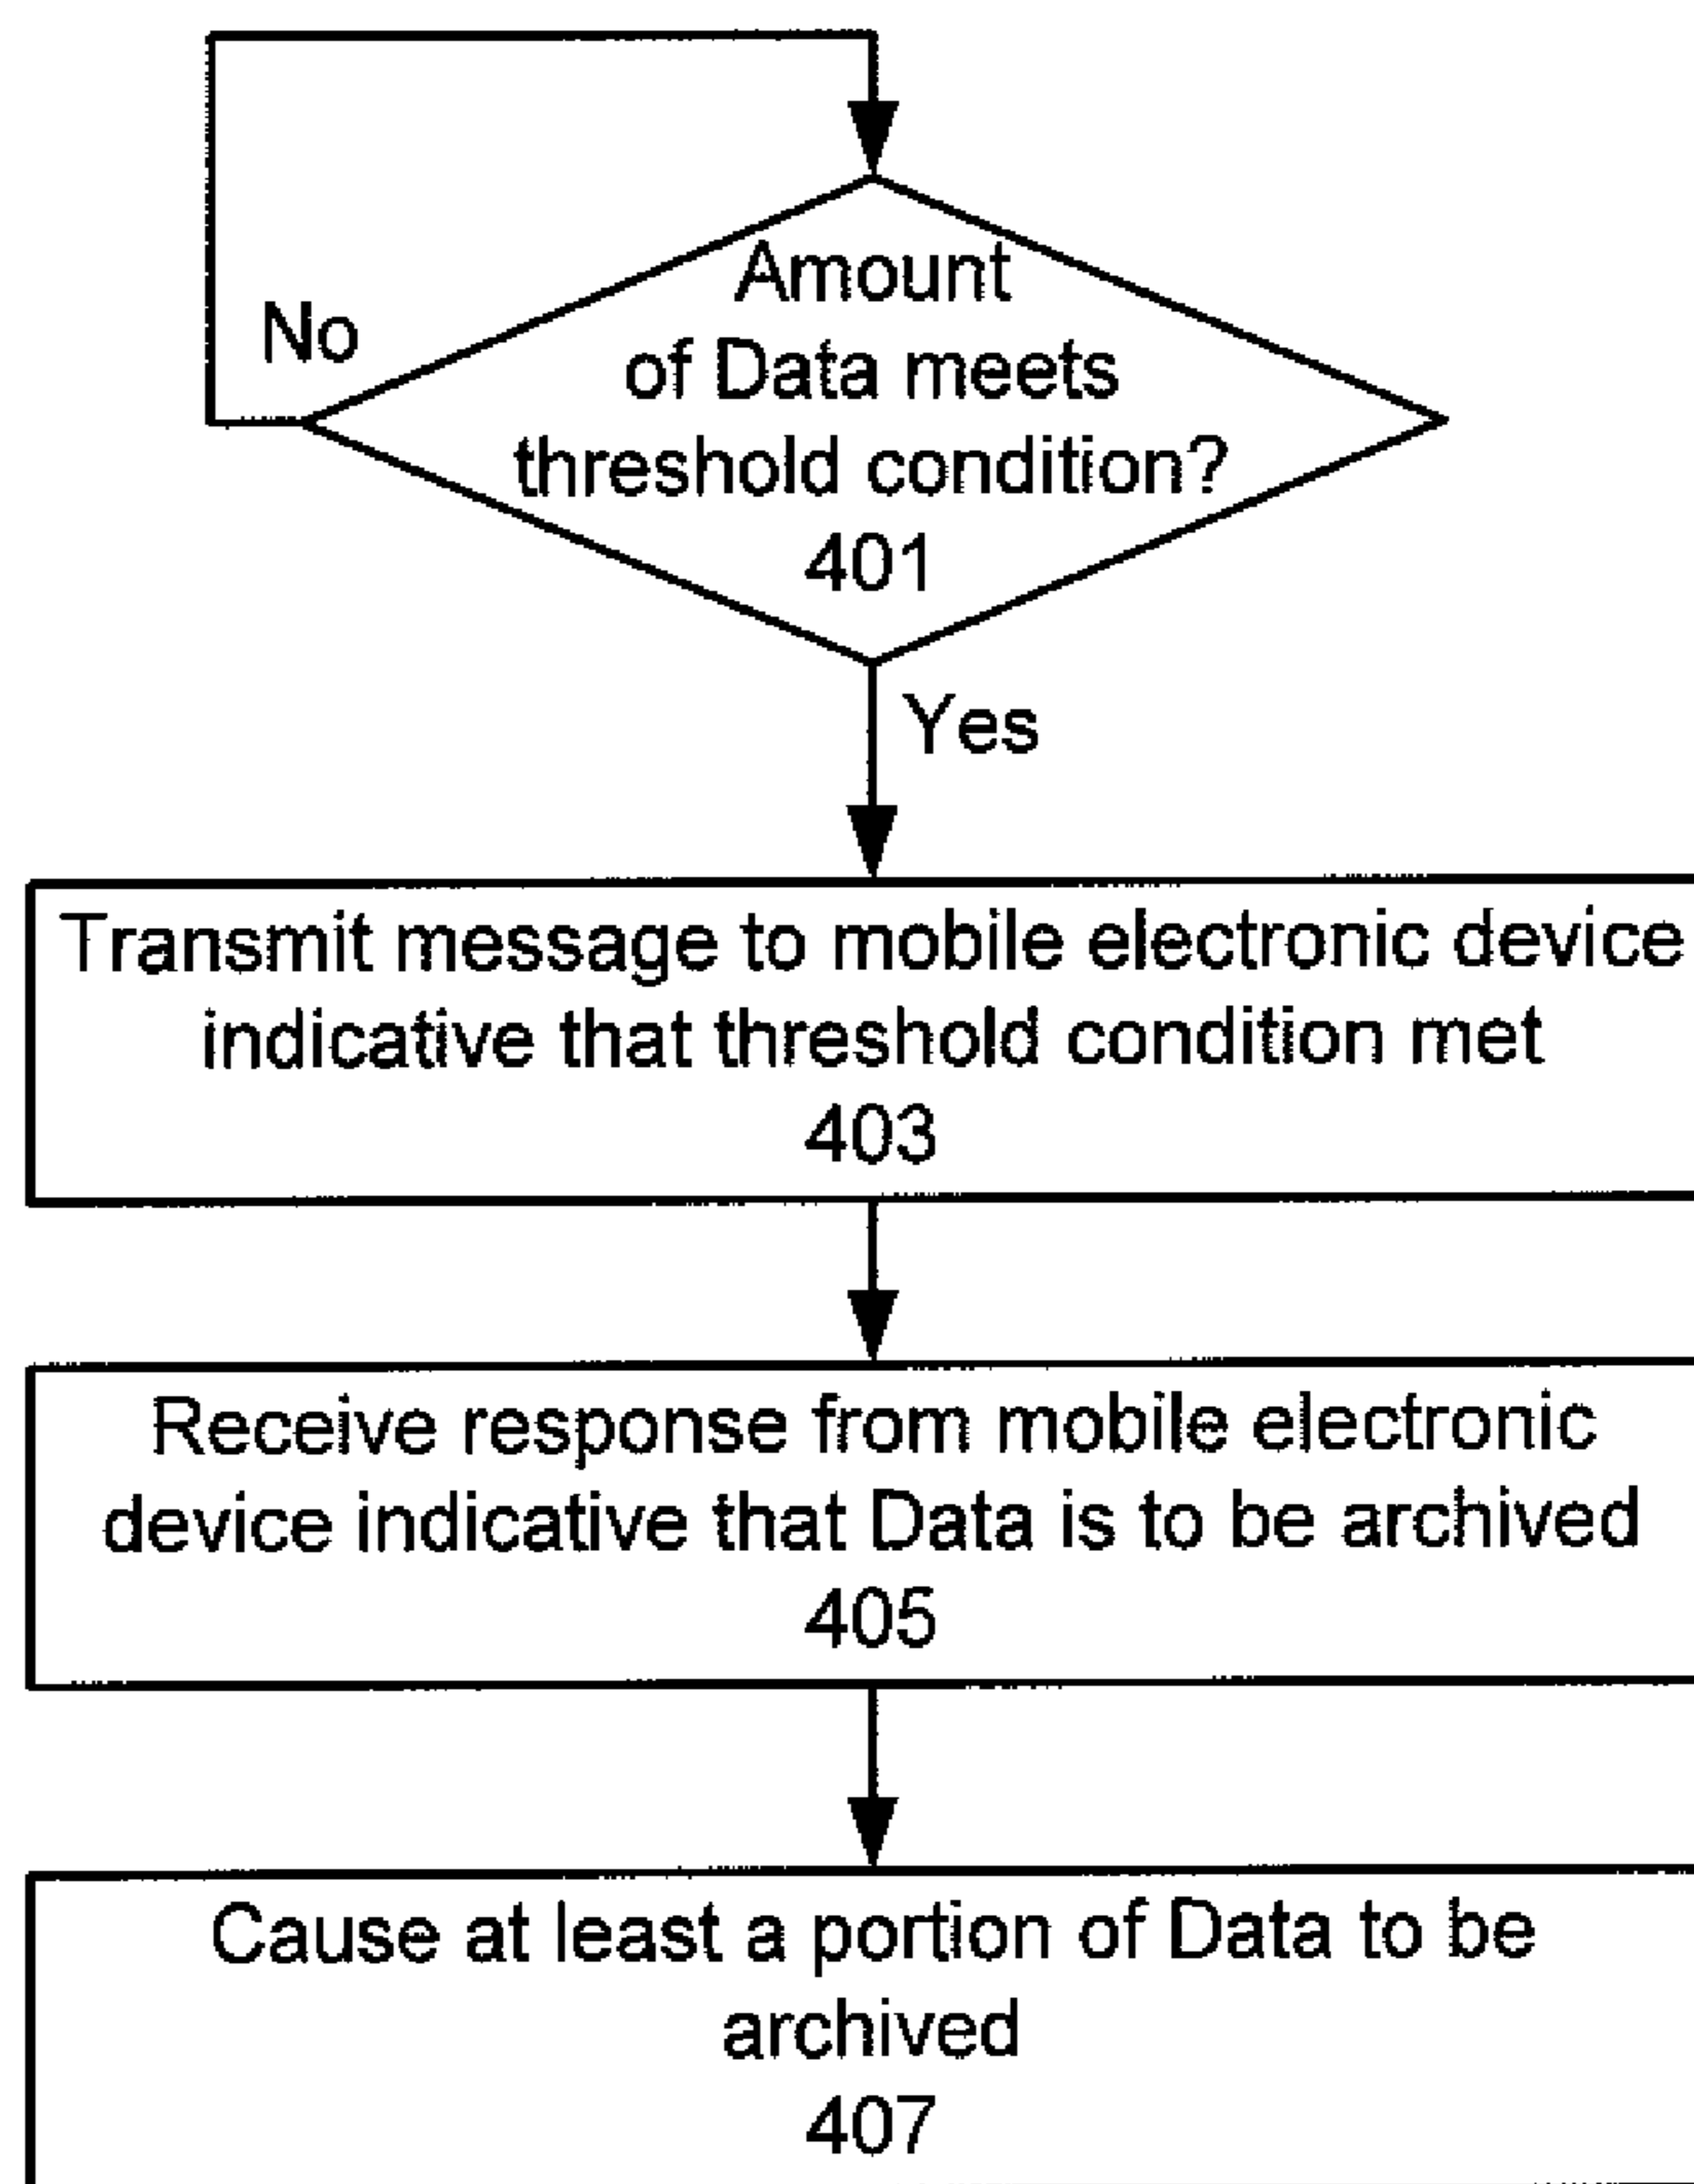 Amount
of Data meets
threshold condition?
401
No
Yes
Transmit message to mobile electronic device
indicative that threshold condition met
403
Receive response from mobile electronic
device indicative that Data is to be archived
405
Cause at least a portion of Data to be
archived
407